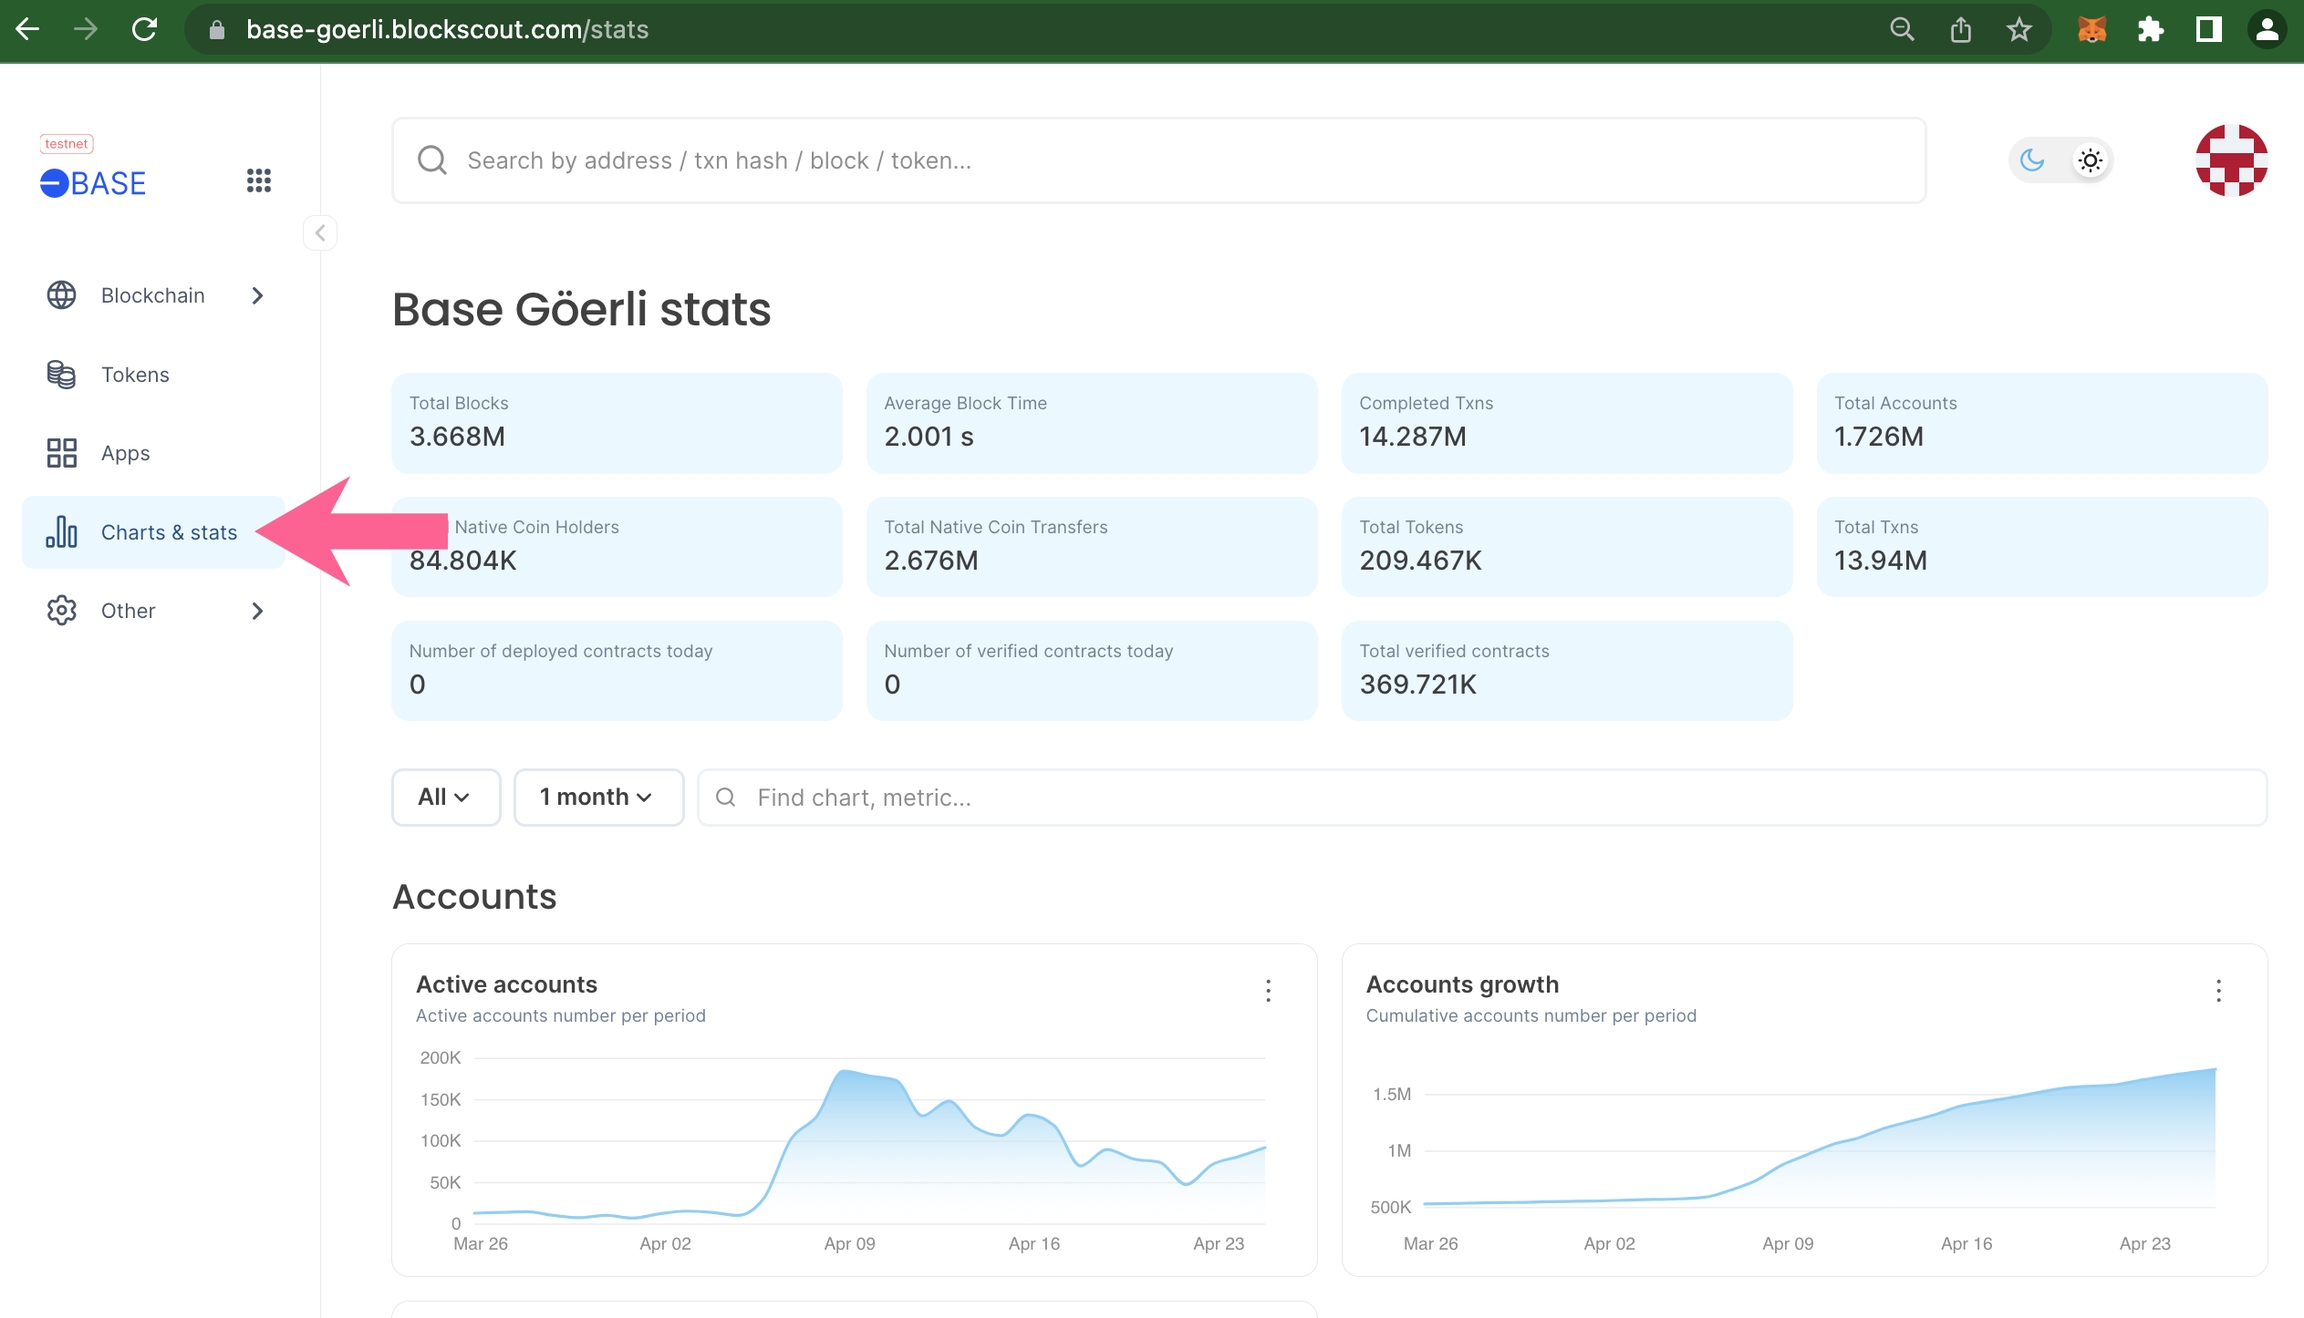 base-goerli.blockscout.com/stats
testnet
BASE
Search by address / txn hash / block / token...
Blockchain
Tokens
Apps
Charts & stats
Other
Base Göerli stats
Total Blocks
3.668M
Average Block Time
2.001 s
Completed Txns
14.287M
Total Accounts
1.726M
Native Coin Holders
84.804K
Total Native Coin Transfers
2.676M
Total Tokens
209.467K
Total Txns
13.94M
Number of deployed contracts today
0
Number of verified contracts today
0
Total verified contracts
369.721K
All
1 month
Find chart, metric...
Accounts
Active accounts
Active accounts number per period
200K
150K
100K
50K
0
Mar 26 Apr 02 Apr 09 Apr 16 Apr 23
Accounts growth
Cumulative accounts number per period
1.5M
1M
500K
Mar 26 Apr 02 Apr 09 Apr 16 Apr 23